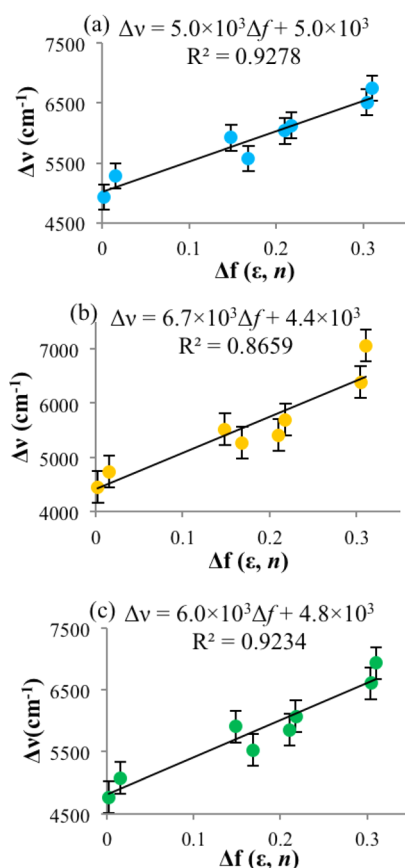 (a) Δν = 5.0×10³Δf + 5.0×10³
R² = 0.9278
7500
6500
5500
4500
Δν (cm⁻¹)
0 0.1 0.2 0.3
Δf (ε, n)
(b) Δν = 6.7×10³Δf + 4.4×10³
R² = 0.8659
7000
6000
5000
4000
Δν (cm⁻¹)
0 0.1 0.2 0.3
Δf (ε, n)
(c) Δν = 6.0×10³Δf + 4.8×10³
R² = 0.9234
7500
6500
5500
4500
Δν(cm⁻¹)
0 0.1 0.2 0.3
Δf (ε, n)